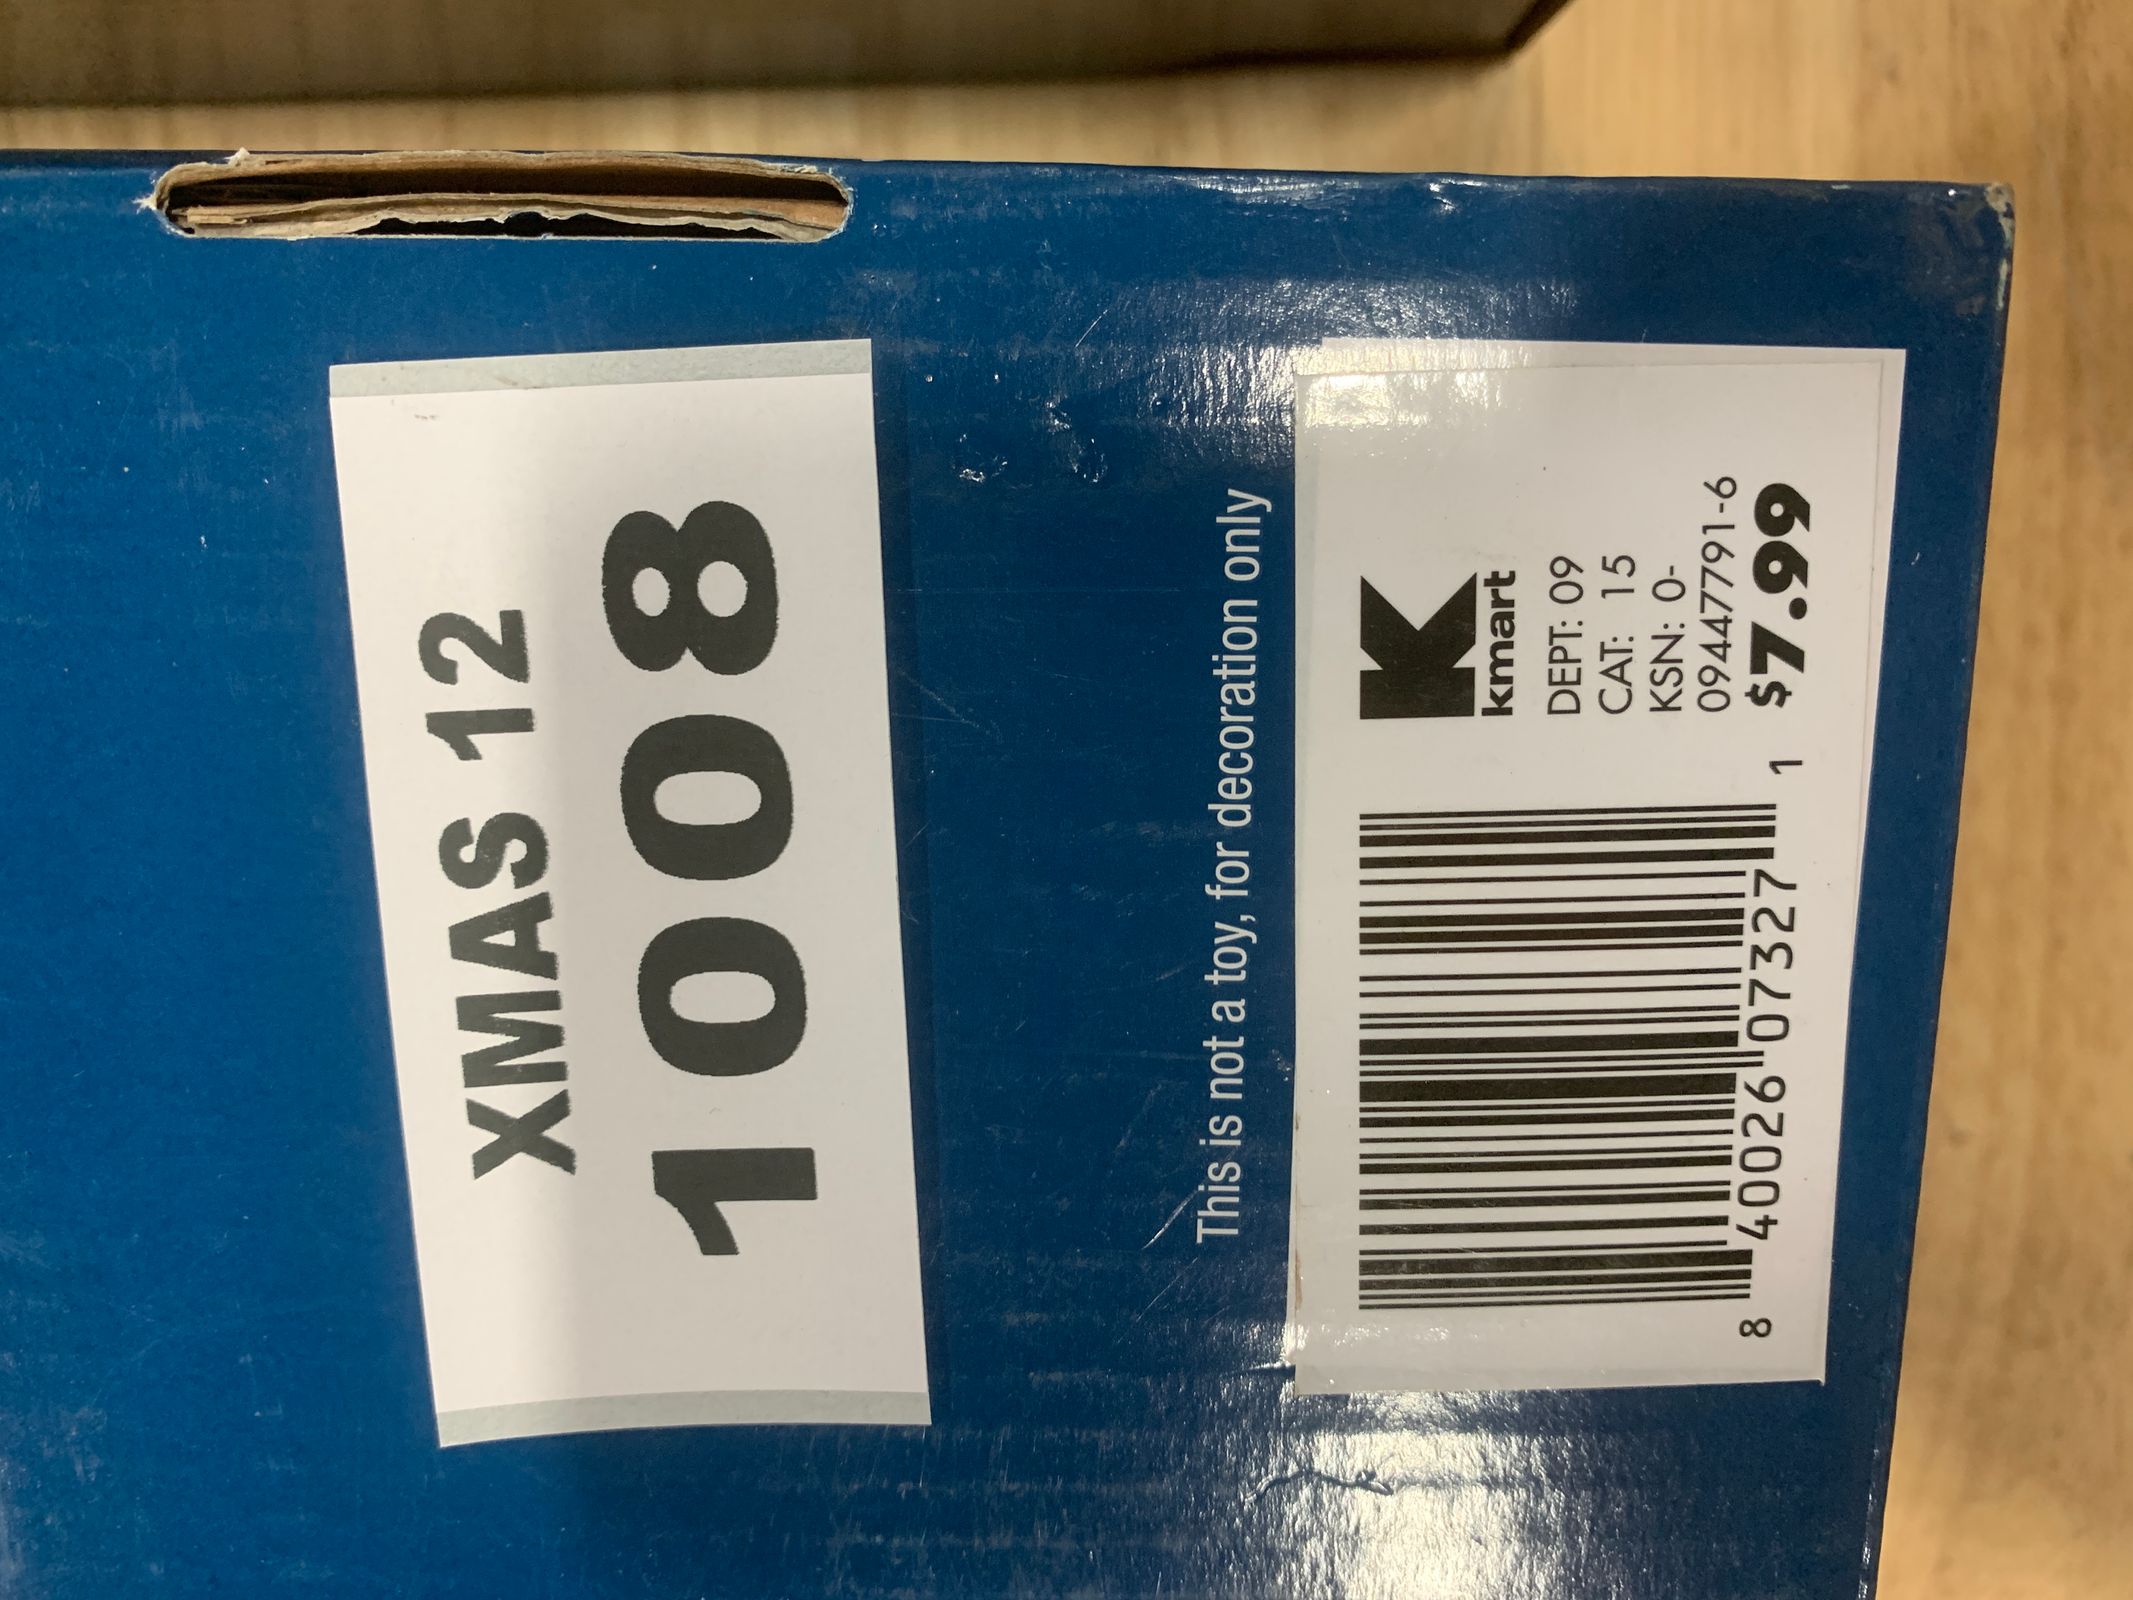 XMAS 12
1008
This is not a toy, for decoration only
K
kmart
DEPT: 09
CAT: 15
KSN: 0-
09447791-6
$7.99
8 40026 07327 1